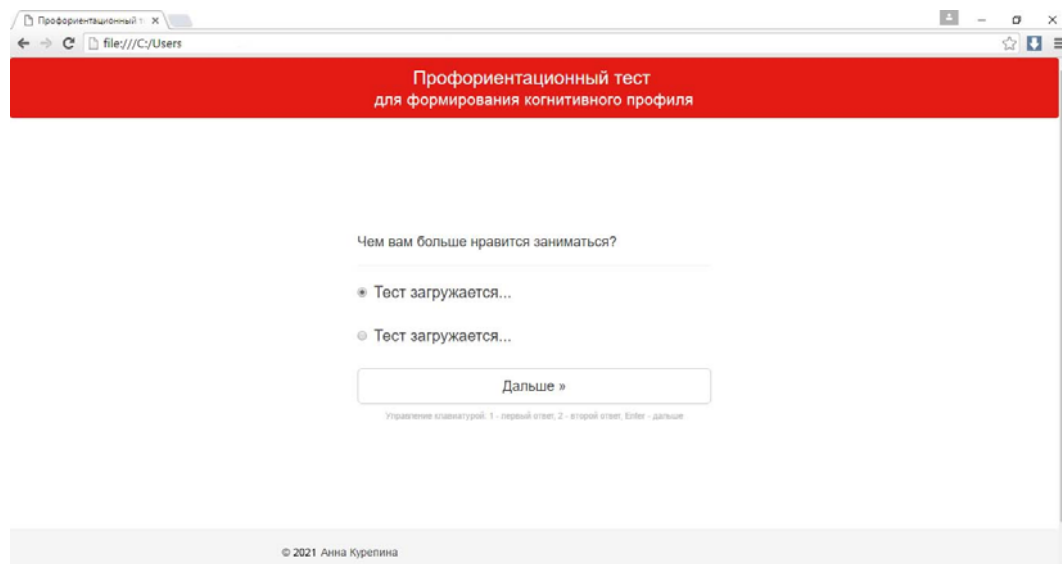 Профориентационный т
file:///C:/Users
Профориентационный тест
для формирования когнитивного профиля
Чем вам больше нравится заниматься?
Тест загружается...
Тест загружается...
Дальше »
Управление клавиатурой: 1 - первый ответ, 2 - второй ответ, Enter - дальше
© 2021 Анна Курепина